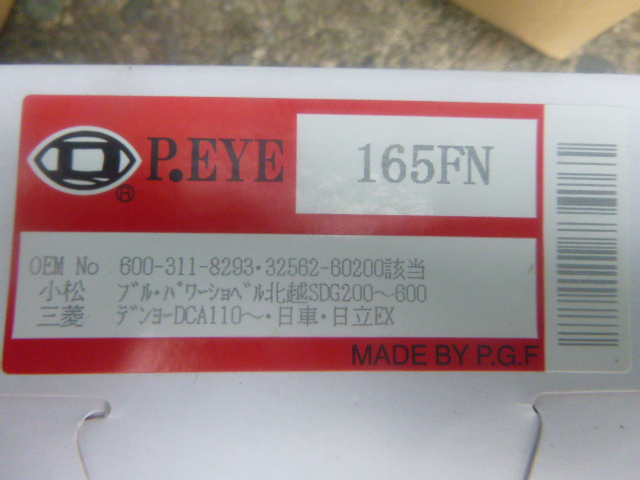 P.EYE
®
165FN
OEM No 600-311-8293・32562-60200該当
小松 ブル・パワーショベル北越SDG200～600
三菱 デンヨーDCA110～・日車・日立EX
MADE BY P.G.F